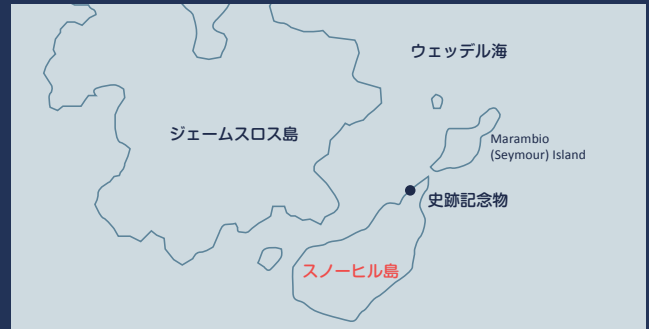 ウェッデル海
ジェームスロス島
Marambio
(Seymour) Island
史跡記念物
スノーヒル島